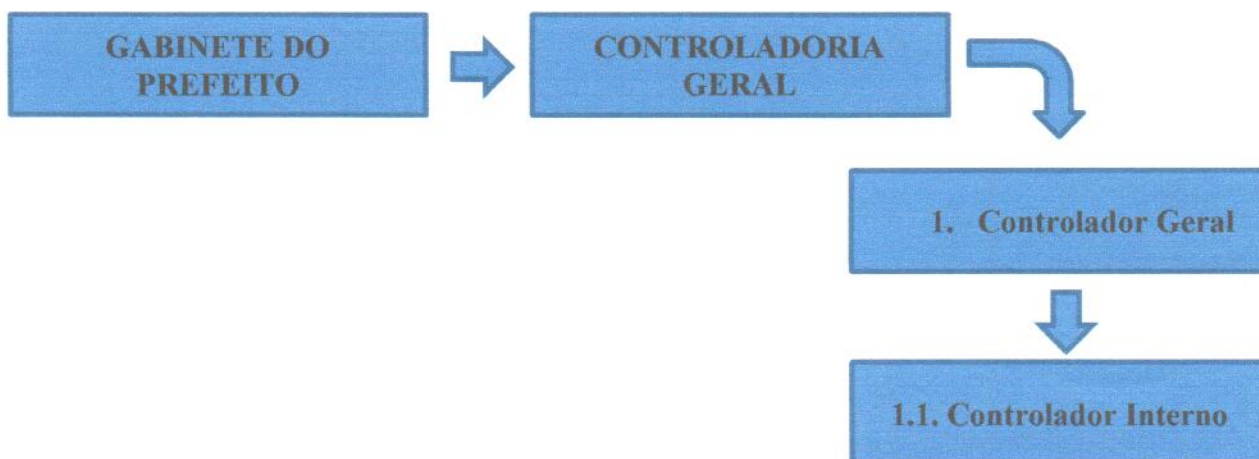 GABINETE DO
PREFEITO
CONTROLADORIA
GERAL
1. Controlador Geral
1.1. Controlador Interno